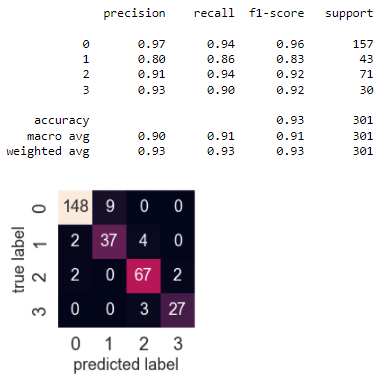 precision recall f1-score support
0 0.97 0.94 0.96 157
1 0.80 0.86 0.83 43
2 0.91 0.94 0.92 71
3 0.93 0.90 0.92 30
accuracy 0.93 301
macro avg 0.90 0.91 0.91 301
weighted avg 0.93 0.93 0.93 301
true label
0 148 9 0 0
1 2 37 4 0
2 2 0 67 2
3 0 0 3 27
0 1 2 3
predicted label